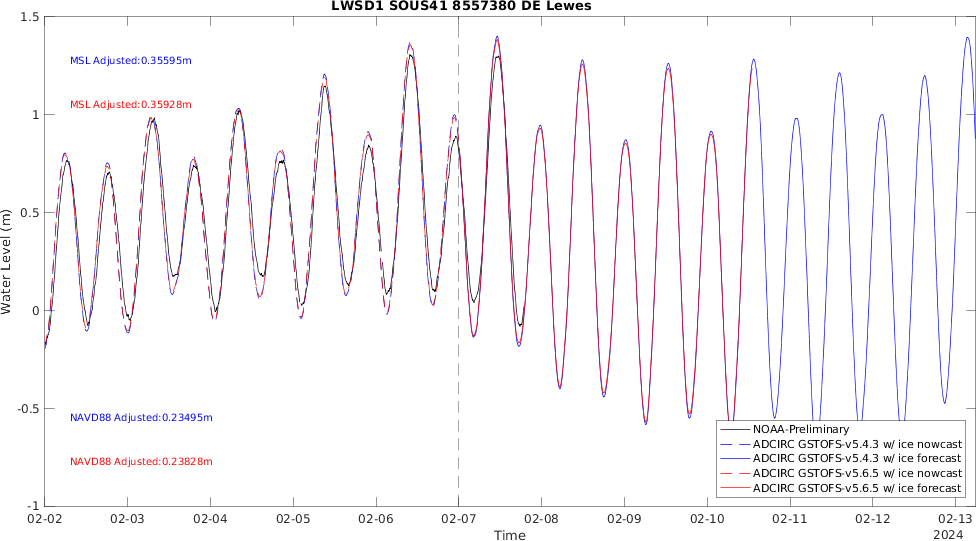 LWSD1 SOUS41 8557380 DE Lewes
1.5
1
0.5
0
-0.5
-1
Water Level (m)
MSL Adjusted:0.35595m
MSL Adjusted:0.35928m
NAVD88 Adjusted:0.23495m
NAVD88 Adjusted:0.23828m
NOAA-Preliminary
ADCIRC GSTOFS-v5.4.3 w/ ice nowcast
ADCIRC GSTOFS-v5.4.3 w/ ice forecast
ADCIRC GSTOFS-v5.6.5 w/ ice nowcast
ADCIRC GSTOFS-v5.6.5 w/ ice forecast
02-02 02-03 02-04 02-05 02-06 02-07 02-08 02-09 02-10 02-11 02-12 02-13
Time
2024